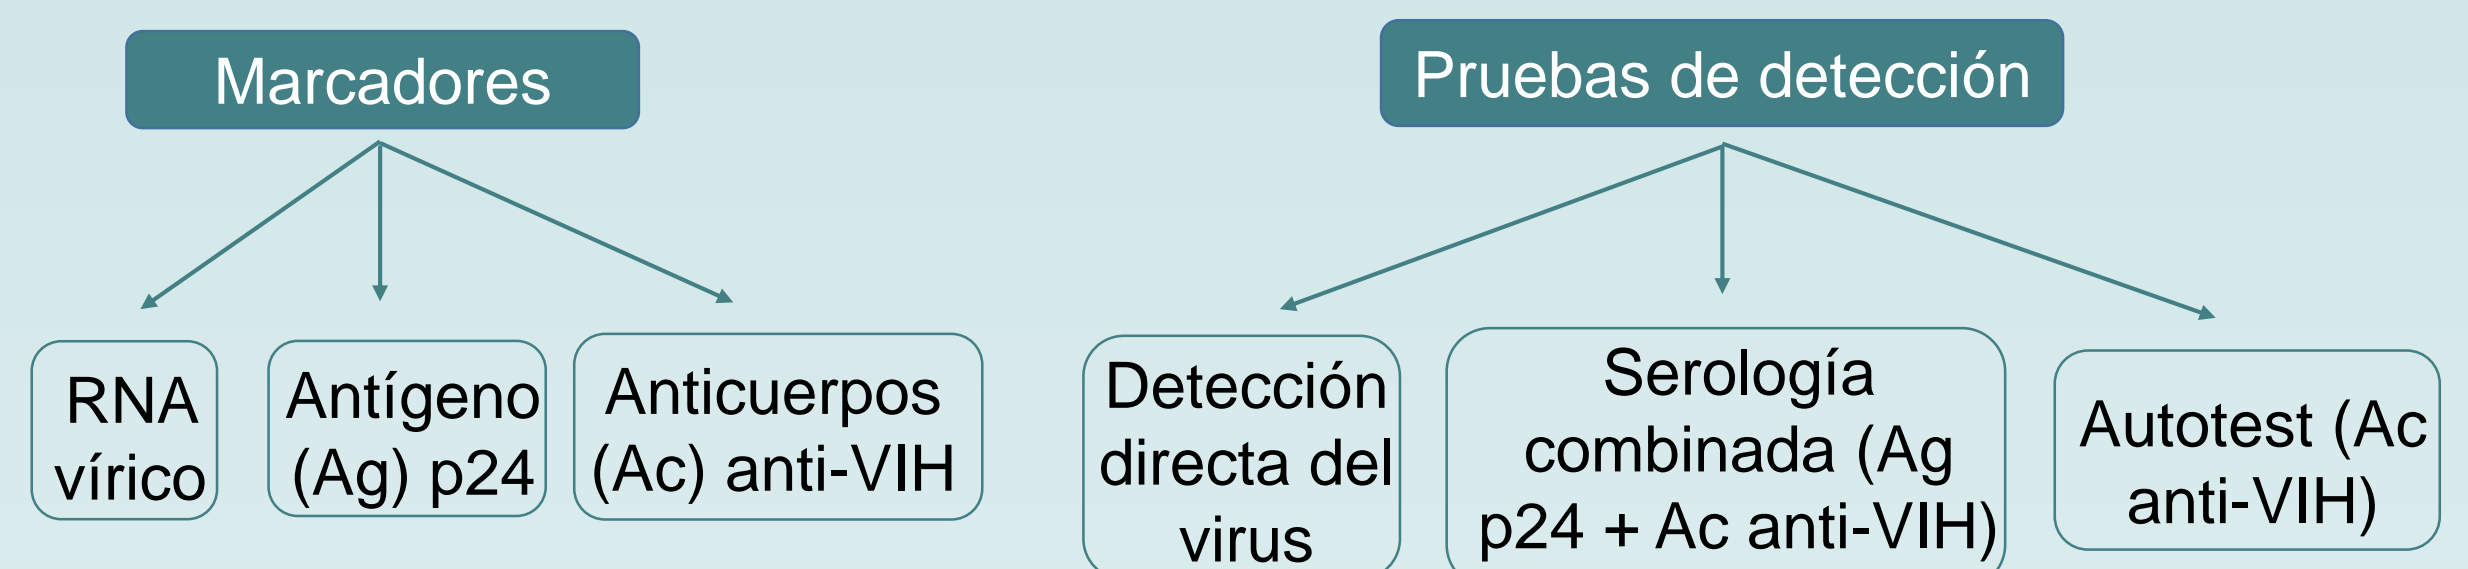 Marcadores
Pruebas de detección
RNA
vírico
Antígeno
(Ag) p24
Anticuerpos
(Ac) anti-VIH
Detección
directa del
virus
Serología
combinada (Ag
p24 + Ac anti-VIH)
Autotest (Ac
anti-VIH)